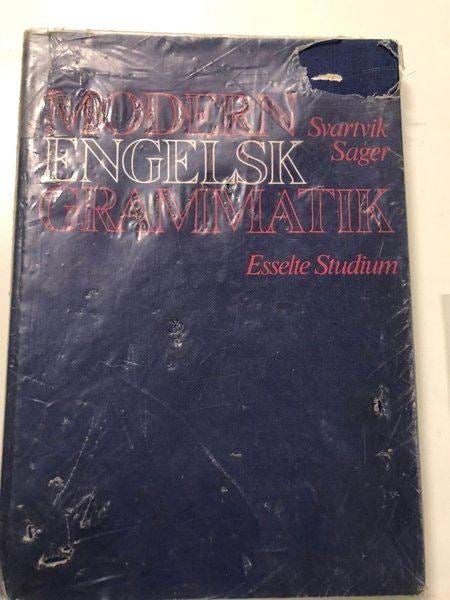 MODERN
Svartvik
ENGELSK
Sager
GRAMMATIK
Esselte Studium